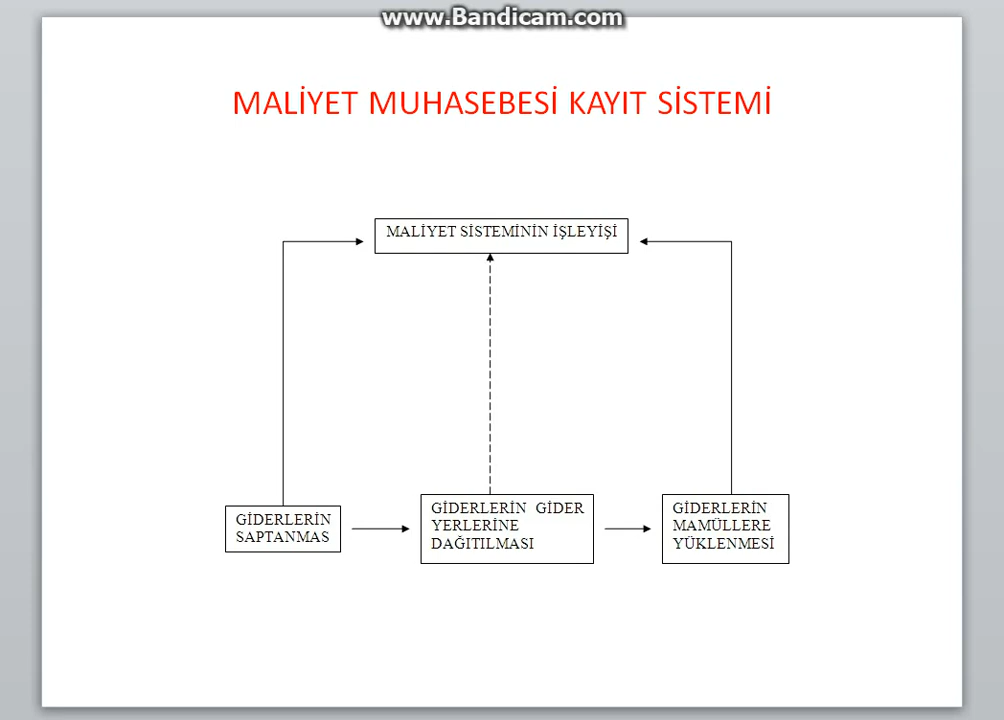 www.Bandicam.com
MALİYET MUHASEBESİ KAYIT SİSTEMİ
MALİYET SİSTEMİNİN İŞLEYİŞİ
GİDERLERİN
SAPTANMAS
GİDERLERİN GİDER
YERLERİNE
DAĞITILMASI
GİDERLERİN
MAMÜLLERE
YÜKLENMESİ